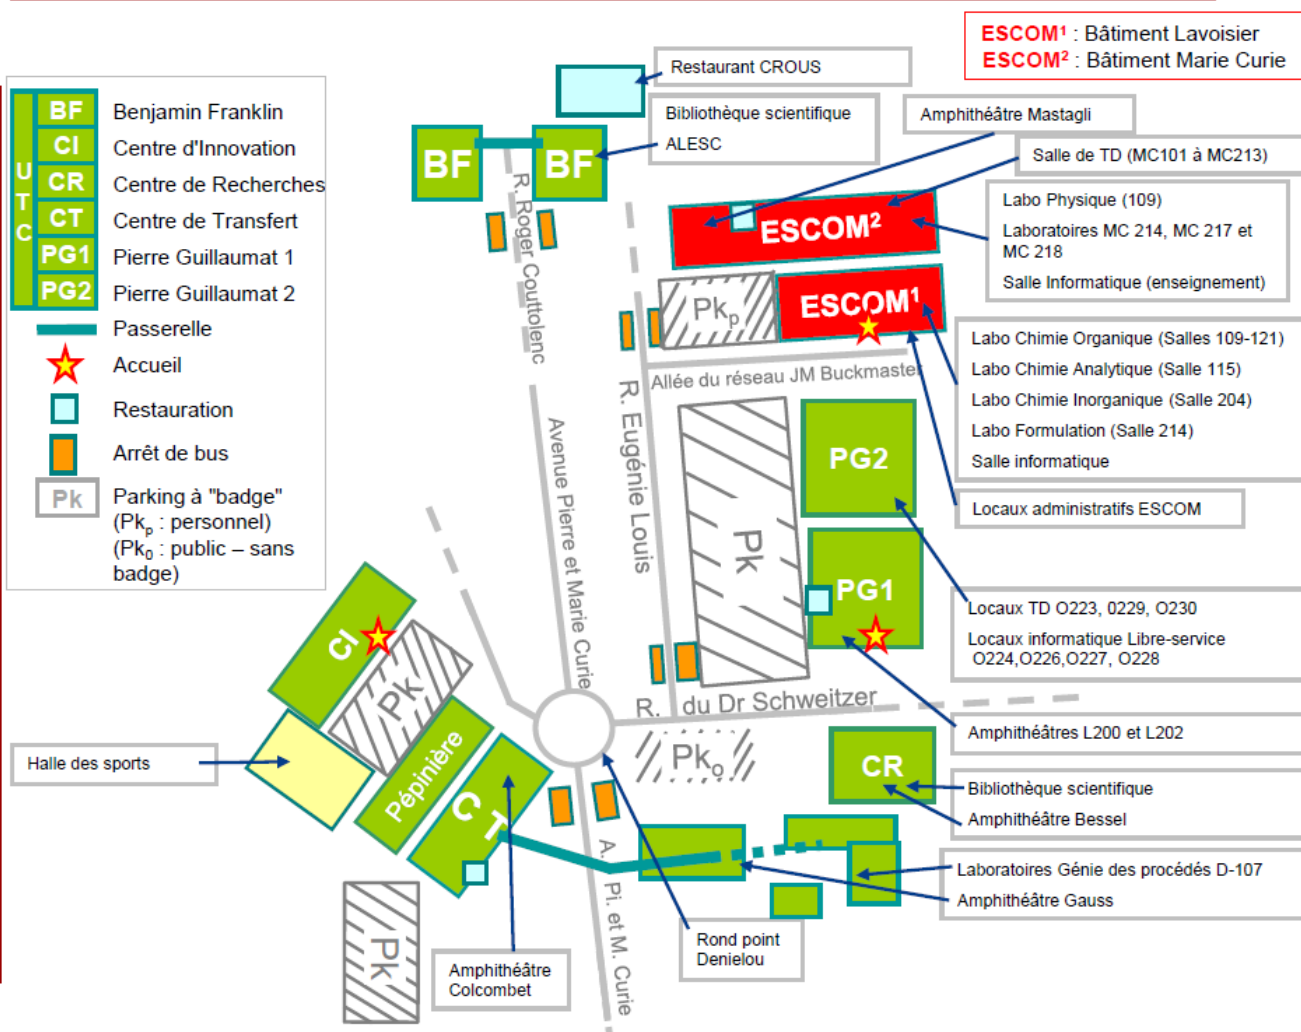 ESCOM¹ : Bâtiment Lavoisier
ESCOM² : Bâtiment Marie Curie
UTC
BF Benjamin Franklin
CI Centre d'Innovation
CR Centre de Recherches
CT Centre de Transfert
PG1 Pierre Guillaumat 1
PG2 Pierre Guillaumat 2
Passerelle
Accueil
Restauration
Arrêt de bus
Pk Parking à "badge"
(Pkp : personnel)
(Pk0 : public – sans
badge)
Restaurant CROUS
Bibliothèque scientifique
ALESC
BF
BF
Amphithéâtre Mastagli
Salle de TD (MC101 à MC213)
Labo Physique (109)
Laboratoires MC 214, MC 217 et
MC 218
Salle Informatique (enseignement)
ESCOM²
ESCOM¹
Pkp
R. Roger Couttolenc
Allée du réseau JM Buckmaster
Labo Chimie Organique (Salles 109-121)
Labo Chimie Analytique (Salle 115)
Labo Chimie Inorganique (Salle 204)
Labo Formulation (Salle 214)
Salle informatique
Locaux administratifs ESCOM
Avenue Pierre et Marie Curie
R. Eugénie Louis
Pk
PG2
PG1
Locaux TD O223, 0229, O230
Locaux informatique Libre-service
O224,O226,O227, O228
CI
Pk
R. du Dr Schweitzer
Amphithéâtres L200 et L202
Halle des sports
Pépinière
CT
Pko
CR
Bibliothèque scientifique
Amphithéâtre Bessel
Laboratoires Génie des procédés D-107
Amphithéâtre Gauss
A. Pi. et M. Curie
Rond point
Denielou
Pk
Amphithéâtre
Colcombet